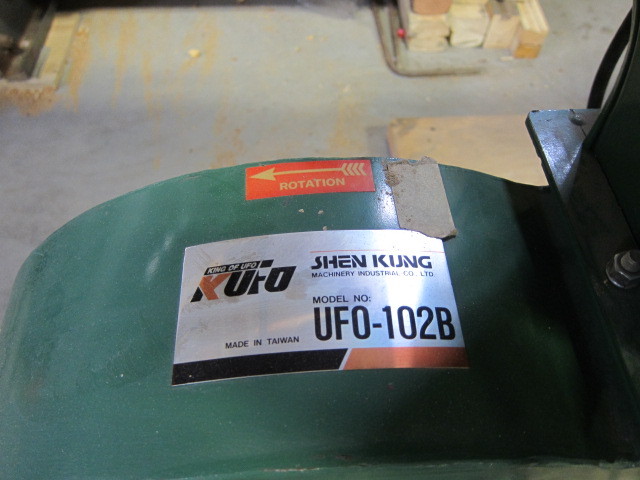 ROTATION
KING OF UFO
KUFO
SHEN KUNG
MACHINERY INDUSTRIAL CO., LTD
MODEL NO:
UFO-102B
MADE IN TAIWAN